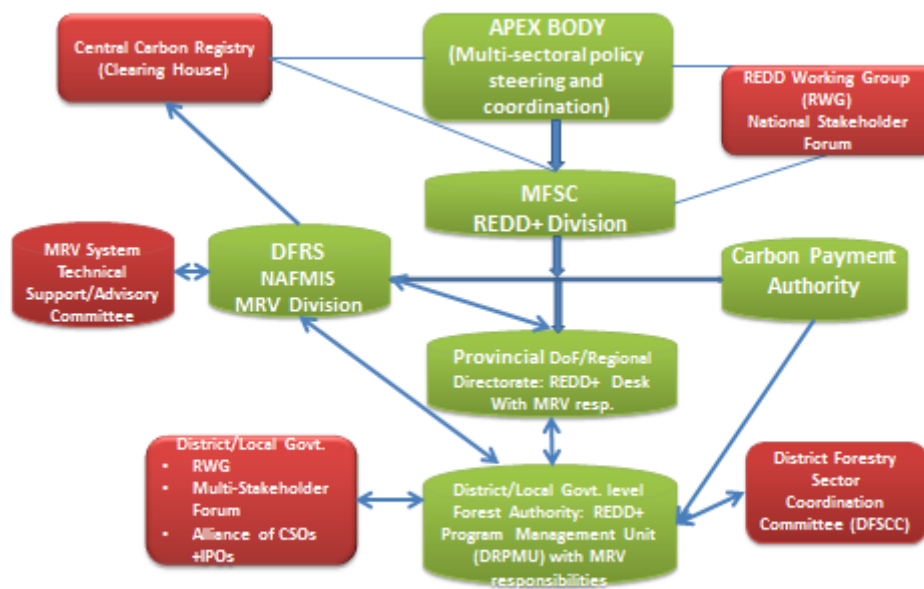 Central Carbon Registry
(Clearing House)
APEX BODY
(Multi-sectoral policy
steering and
coordination)
REDD Working Group
(RWG)
National Stakeholder
Forum
MFSC
REDD+ Division
MRV System
Technical
Support/Advisory
Committee
DFRS
NAFMIS
MRV Division
Carbon Payment
Authority
Provincial DoF/Regional
Directorate: REDD+ Desk
With MRV resp.
District/Local Govt.
• RWG
• Multi-Stakeholder
Forum
• Alliance of CSOs
+IPOs
District/Local Govt. level
Forest Authority: REDD+
Program Management Unit
(DRPMU) with MRV
responsibilities
District Forestry
Sector
Coordination
Committee (DFSCC)